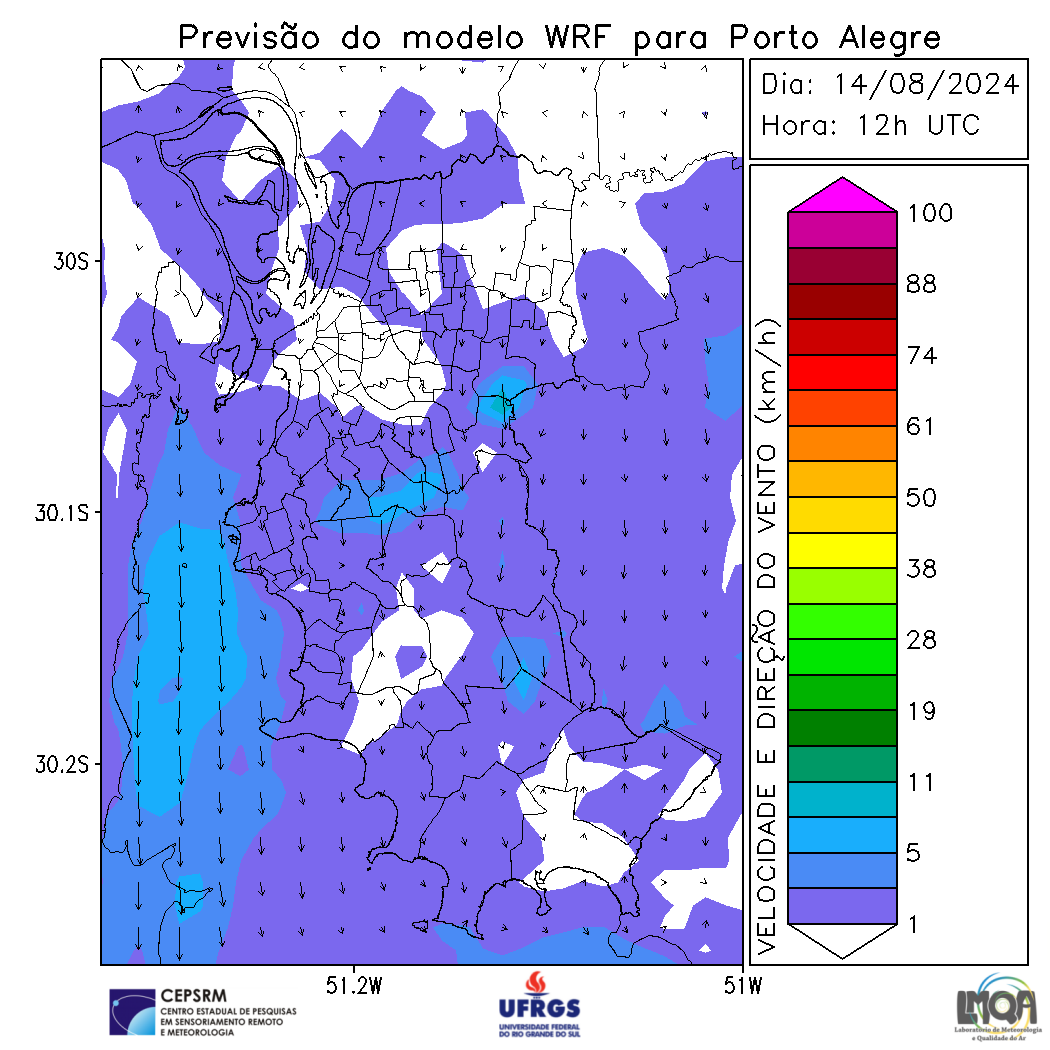 Previsão do modelo WRF para Porto Alegre
Dia: 14/08/2024
Hora: 12h UTC
30S
30.1S
30.2S
51.2W
51W
VELOCIDADE E DIREÇÃO DO VENTO (km/h)
100
88
74
61
50
38
28
19
11
5
1
CEPSRM
CENTRO ESTADUAL DE PESQUISAS
EM SENSORIAMENTO REMOTO
E METEOROLOGIA
UFRGS
UNIVERSIDADE FEDERAL
DO RIO GRANDE DO SUL
LMQA
Laboratório de Meteorologia
e Qualidade do Ar